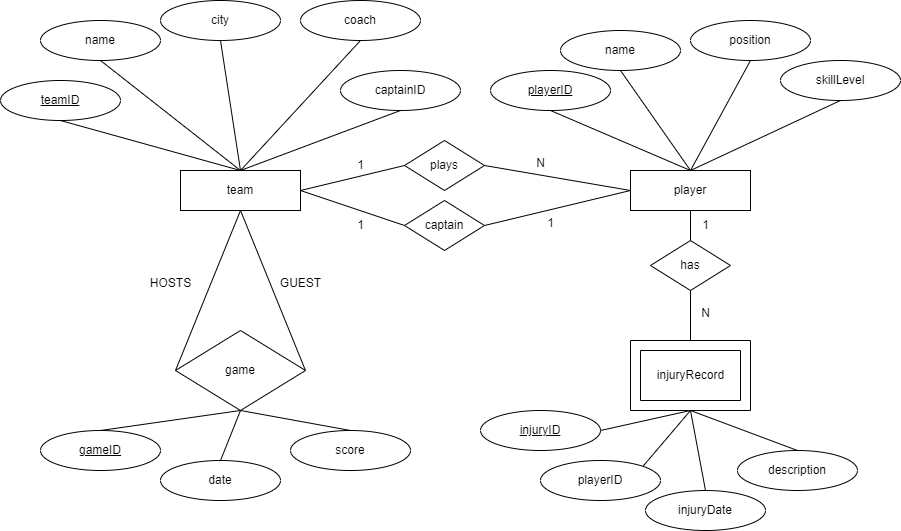 city
coach
name
name
position
skillLevel
teamID
captainID
playerID
1
plays
N
team
player
1
captain
1
1
has
HOSTS
GUEST
N
game
injuryRecord
gameID
score
injuryID
date
playerID
description
injuryDate